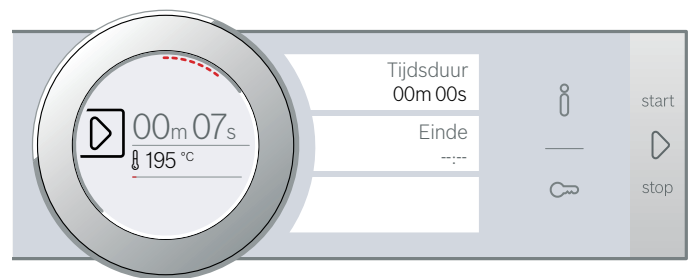 00m 07s
195 °C
Tijdsduur
00m 00s
Einde
--:--
start
stop